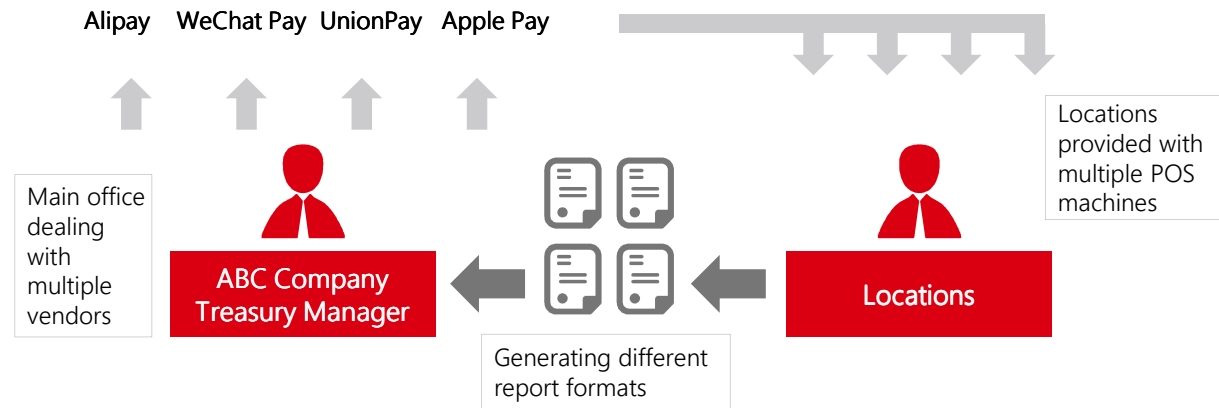 Alipay WeChat Pay UnionPay Apple Pay
Locations
provided with
multiple POS
machines
Main office
dealing
with
multiple
vendors
ABC Company
Treasury Manager
Locations
Generating different
report formats